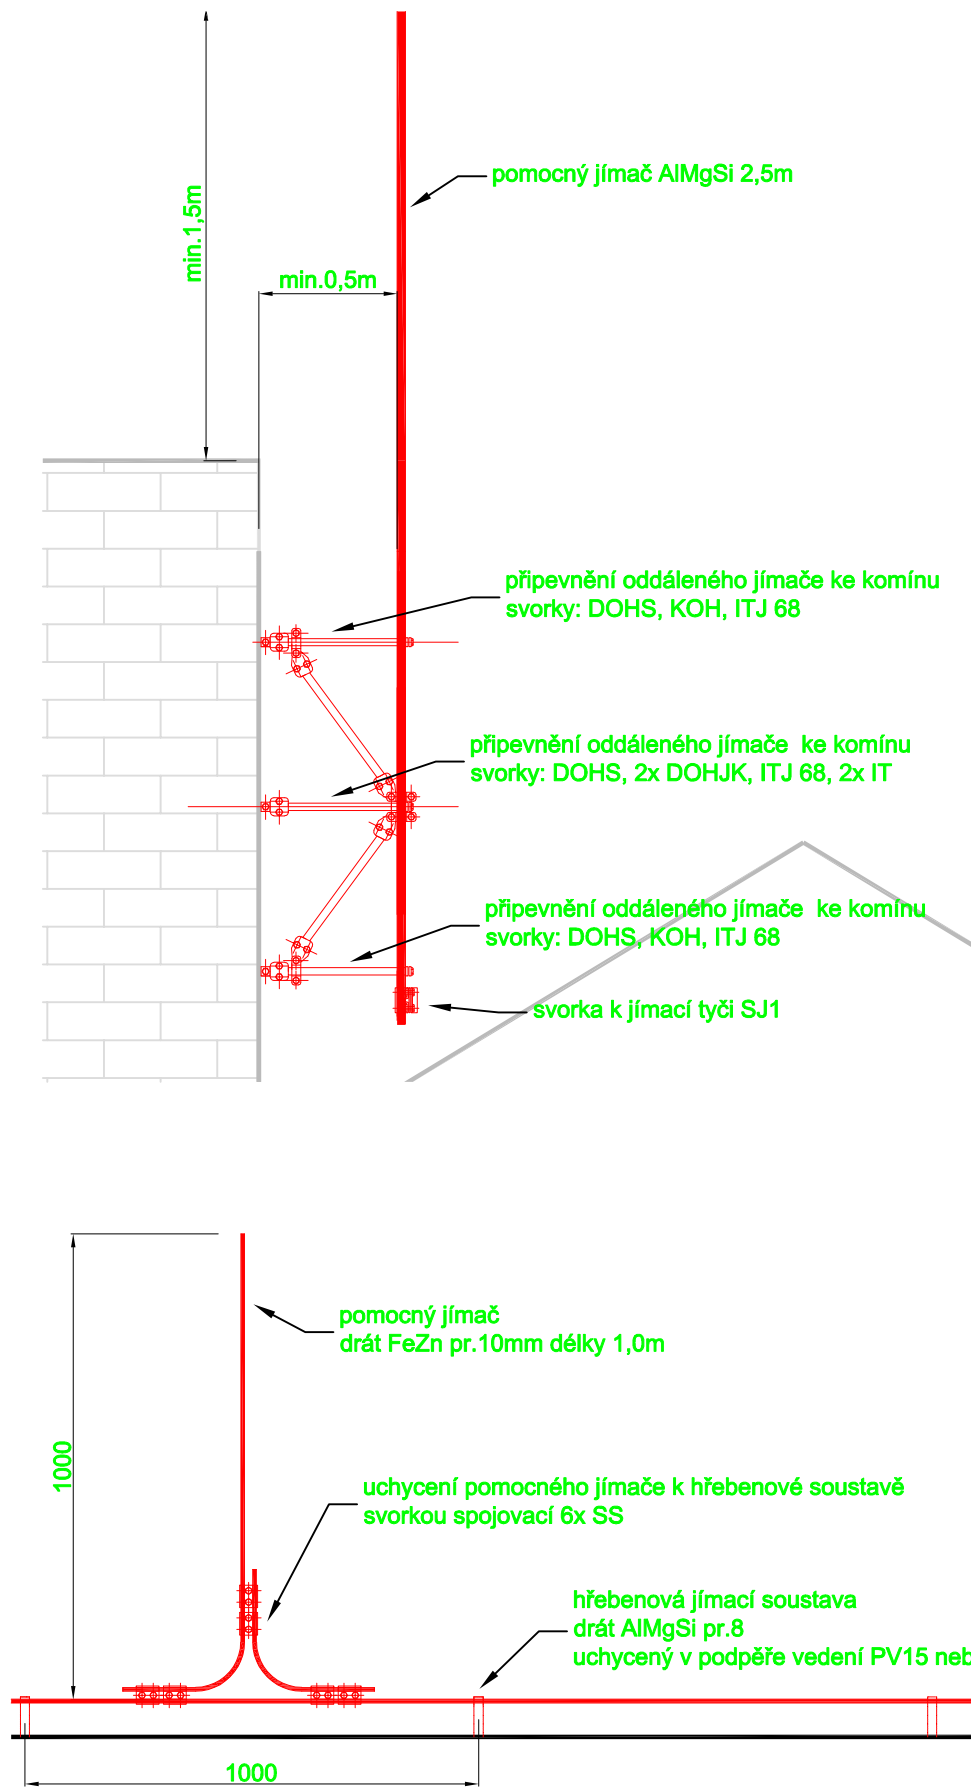 pomocný jímač AlMgSi 2,5m
min.1,5m
min.0,5m
připevnění oddáleného jímače ke komínu
svorky: DOHS, KOH, ITJ 68
připevnění oddáleného jímače  ke komínu
svorky: DOHS, 2x DOHJK, ITJ 68, 2x IT
připevnění oddáleného jímače  ke komínu
svorky: DOHS, KOH, ITJ 68
svorka k jímací tyči SJ1
pomocný jímač
drát FeZn pr.10mm délky 1,0m
1000
uchycení pomocného jímače k hřebenové soustavě
svorkou spojovací 6x SS
hřebenová jímací soustava
drát AlMgSi pr.8
uchycený v podpěře vedení PV15 neb
1000